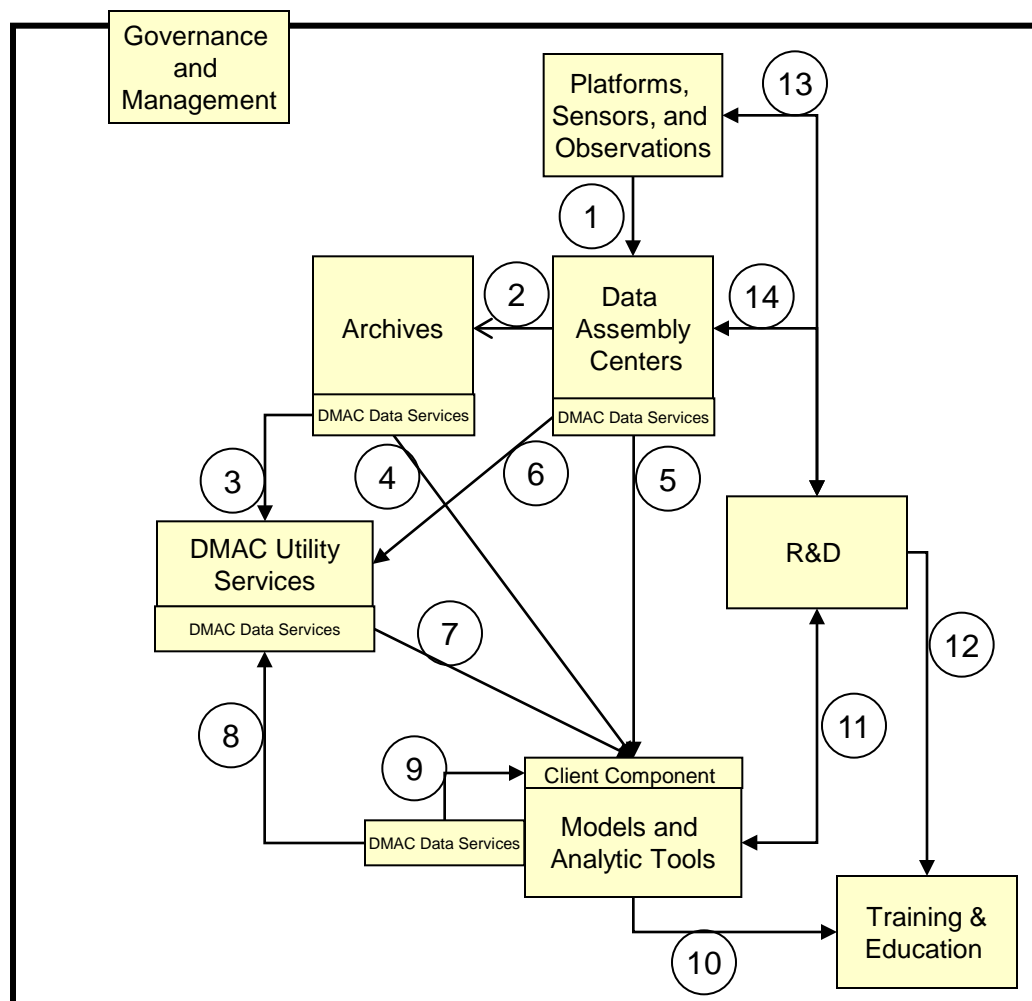 Governance
and
Management
Platforms,
Sensors, and
Observations
13
1
Archives
2
Data
Assembly
Centers
14
DMAC Data Services
DMAC Data Services
3
4
6
5
DMAC Utility
Services
R&D
DMAC Data Services
7
12
8
11
9
Client Component
DMAC Data Services
Models and
Analytic Tools
10
Training &
Education